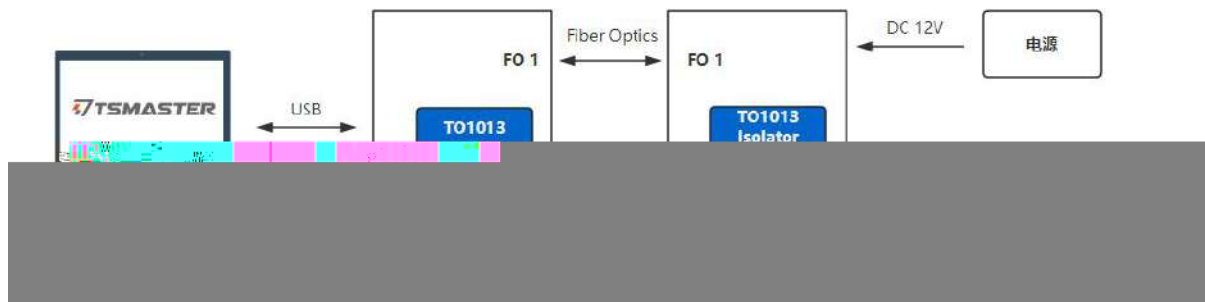 TSMASTER
USB
FO 1
TO1013
Fiber Optics
FO 1
TO1013
Isolator
DC 12V
电源